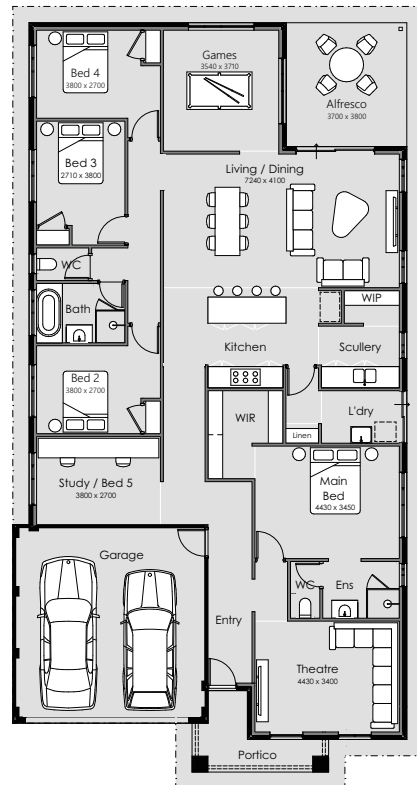 Bed 4
3800 x 2700
Games
3540 x 3710
Alfresco
3700 x 3800
Bed 3
2710 x 3800
Living / Dining
7240 x 4100
WC
Bath
WIP
Kitchen
Scullery
Bed 2
3800 x 2700
WIR
L'dry
Linen
Study / Bed 5
3800 x 2700
Main
Bed
4430 x 3450
Garage
WC
Ens
Entry
Theatre
4430 x 3400
Portico